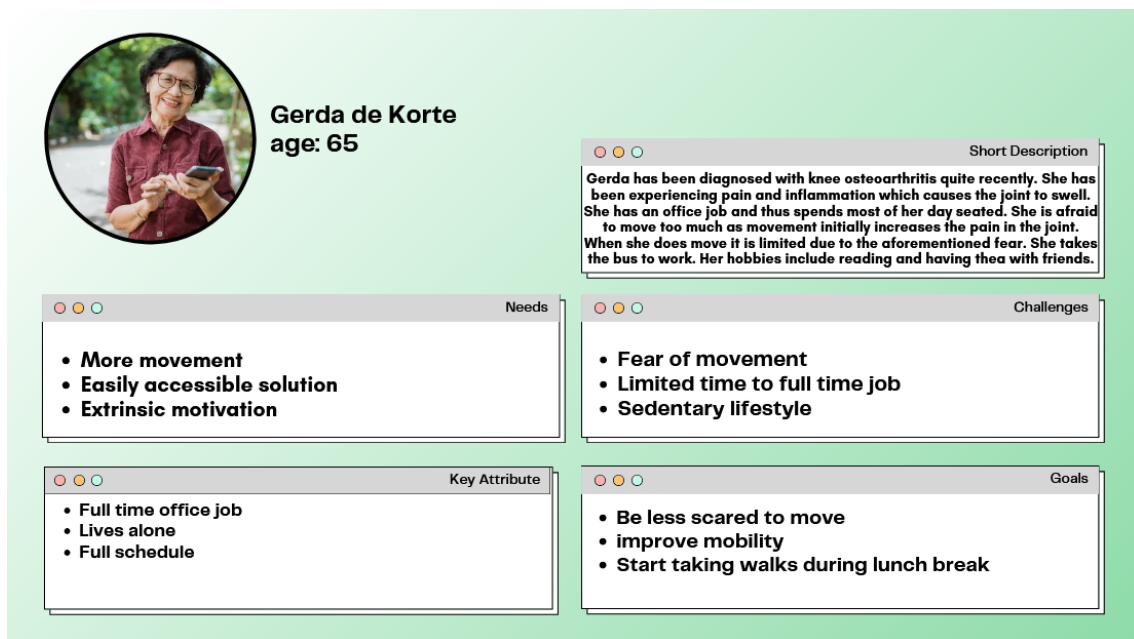 Gerda de Korte
age: 65
Short Description
Gerda has been diagnosed with knee osteoarthritis quite recently. She has
been experiencing pain and inflammation which causes the joint to swell.
She has an office job and thus spends most of her day seated. She is afraid
to move too much as movement initially increases the pain in the joint.
When she does move it is limited due to the aforementioned fear. She takes
the bus to work. Her hobbies include reading and having thea with friends.
Needs
• More movement
• Easily accessible solution
• Extrinsic motivation
Challenges
• Fear of movement
• Limited time to full time job
• Sedentary lifestyle
Key Attribute
• Full time office job
• Lives alone
• Full schedule
Goals
• Be less scared to move
• improve mobility
• Start taking walks during lunch break